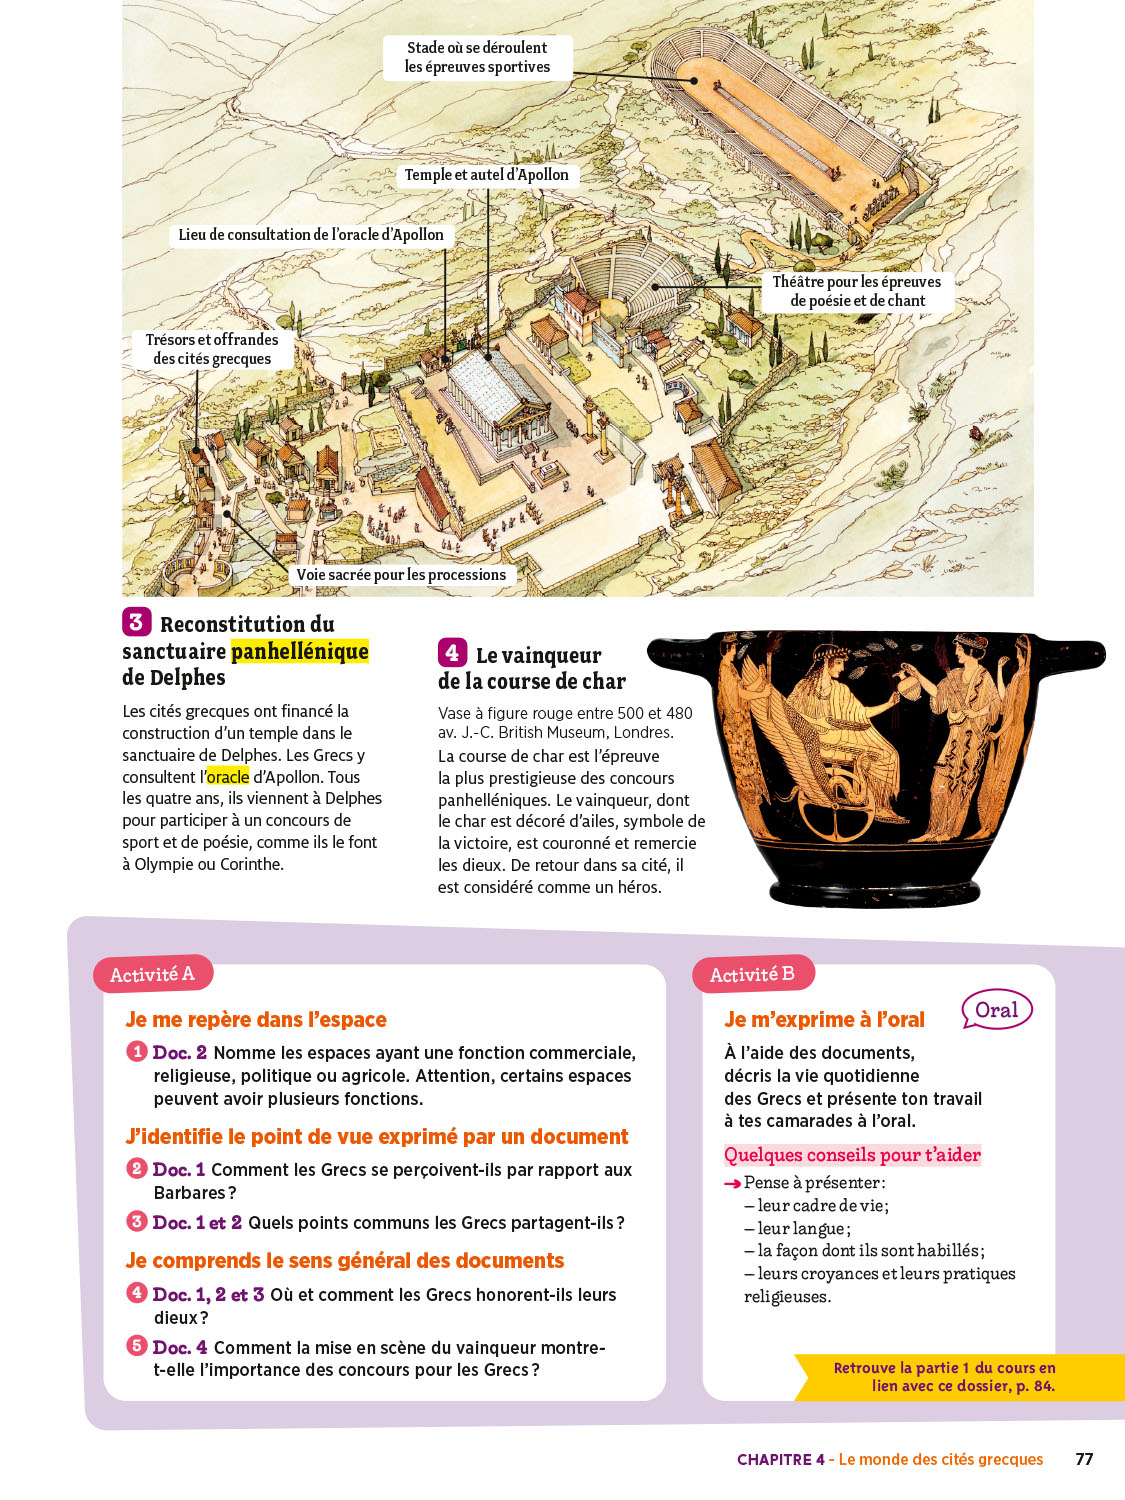 Stade où se déroulent
les épreuves sportives
Temple et autel d'Apollon
Lieu de consultation de l'oracle d'Apollon
Théâtre pour les épreuves
de poésie et de chant
Trésors et offrandes
des cités grecques
Voie sacrée pour les processions
3 Reconstitution du
sanctuaire panhellénique
de Delphes
Les cités grecques ont financé la
construction d'un temple dans le
sanctuaire de Delphes. Les Grecs y
consultent l'oracle d'Apollon. Tous
les quatre ans, ils viennent à Delphes
pour participer à un concours de
sport et de poésie, comme ils le font
à Olympie ou Corinthe.
4 Le vainqueur
de la course de char
Vase à figure rouge entre 500 et 480
av. J.-C. British Museum, Londres.
La course de char est l'épreuve
la plus prestigieuse des concours
panhelléniques. Le vainqueur, dont
le char est décoré d'ailes, symbole de
la victoire, est couronné et remercie
les dieux. De retour dans sa cité, il
est considéré comme un héros.
Activité A
Je me repère dans l'espace
1 Doc. 2 Nomme les espaces ayant une fonction commerciale,
religieuse, politique ou agricole. Attention, certains espaces
peuvent avoir plusieurs fonctions.
J'identifie le point de vue exprimé par un document
2 Doc. 1 Comment les Grecs se perçoivent-ils par rapport aux
Barbares ?
3 Doc. 1 et 2 Quels points communs les Grecs partagent-ils ?
Je comprends le sens général des documents
4 Doc. 1, 2 et 3 Où et comment les Grecs honorent-ils leurs
dieux ?
5 Doc. 4 Comment la mise en scène du vainqueur montre-
t-elle l'importance des concours pour les Grecs ?
Activité B
Oral
Je m'exprime à l'oral
À l'aide des documents,
décris la vie quotidienne
des Grecs et présente ton travail
à tes camarades à l'oral.
Quelques conseils pour t'aider
➞ Pense à présenter :
– leur cadre de vie ;
– leur langue ;
– la façon dont ils sont habillés ;
– leurs croyances et leurs pratiques
religieuses.
Retrouve la partie 1 du cours en
lien avec ce dossier, p. 84.
CHAPITRE 4 - Le monde des cités grecques 77